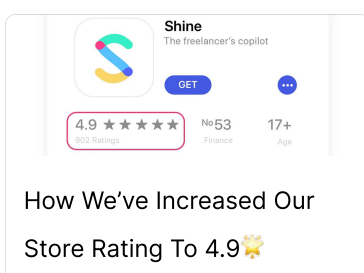 Shine
The freelancer's copilot
GET
4.9 ★★★★★ No53 17+
902 Ratings Finance Age
How We've Increased Our
Store Rating To 4.9🌟